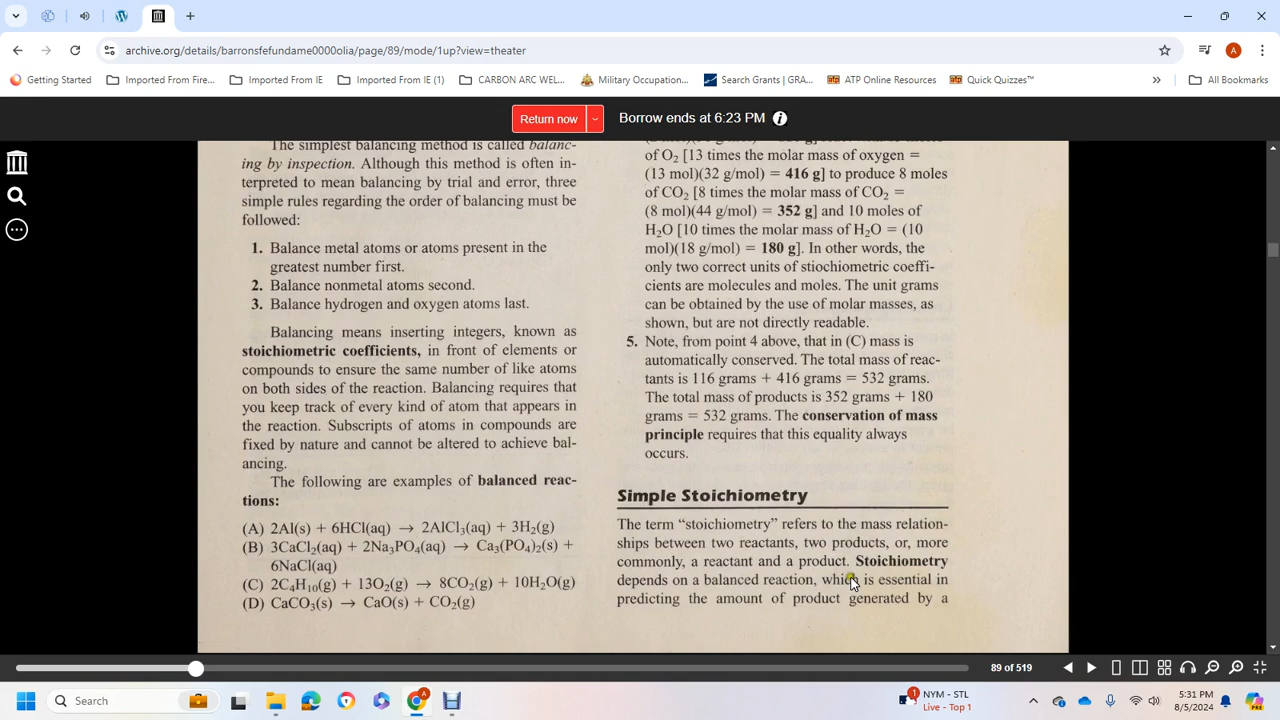 archive.org/details/barronsfefundame0000olia/page/89/mode/1up?view=theater
A
Getting Started
Imported From Fire...
Imported From IE
Imported From IE (1)
CARBON ARC WEL...
Military Occupation...
Search Grants | GRA...
ATP Online Resources
Quick Quizzes™
»
All Bookmarks
Return now
Borrow ends at 6:23 PM
The simplest balancing method is called balanc-
ing by inspection. Although this method is often in-
terpreted to mean balancing by trial and error, three
simple rules regarding the order of balancing must be
followed:
1. Balance metal atoms or atoms present in the
greatest number first.
2. Balance nonmetal atoms second.
3. Balance hydrogen and oxygen atoms last.
Balancing means inserting integers, known as
stoichiometric coefficients, in front of elements or
compounds to ensure the same number of like atoms
on both sides of the reaction. Balancing requires that
you keep track of every kind of atom that appears in
the reaction. Subscripts of atoms in compounds are
fixed by nature and cannot be altered to achieve bal-
ancing.
The following are examples of balanced reac-
tions:
(A) 2Al(s) + 6HCl(aq) → 2AlCl₃(aq) + 3H₂(g)
(B) 3CaCl₂(aq) + 2Na₃PO₄(aq) → Ca₃(PO₄)₂(s) +
6NaCl(aq)
(C) 2C₄H₁₀(g) + 13O₂(g) → 8CO₂(g) + 10H₂O(g)
(D) CaCO₃(s) → CaO(s) + CO₂(g)
of O₂ [13 times the molar mass of oxygen =
(13 mol)(32 g/mol) = 416 g] to produce 8 moles
of CO₂ [8 times the molar mass of CO₂ =
(8 mol)(44 g/mol) = 352 g] and 10 moles of
H₂O [10 times the molar mass of H₂O = (10
mol)(18 g/mol) = 180 g]. In other words, the
only two correct units of stiochiometric coeffi-
cients are molecules and moles. The unit grams
can be obtained by the use of molar masses, as
shown, but are not directly readable.
5. Note, from point 4 above, that in (C) mass is
automatically conserved. The total mass of reac-
tants is 116 grams + 416 grams = 532 grams.
The total mass of products is 352 grams + 180
grams = 532 grams. The conservation of mass
principle requires that this equality always
occurs.
Simple Stoichiometry
The term “stoichiometry” refers to the mass relation-
ships between two reactants, two products, or, more
commonly, a reactant and a product. Stoichiometry
depends on a balanced reaction, which is essential in
predicting the amount of product generated by a
89 of 519
Search
1
NYM - STL
Live - Top 1
5:31 PM
8/5/2024